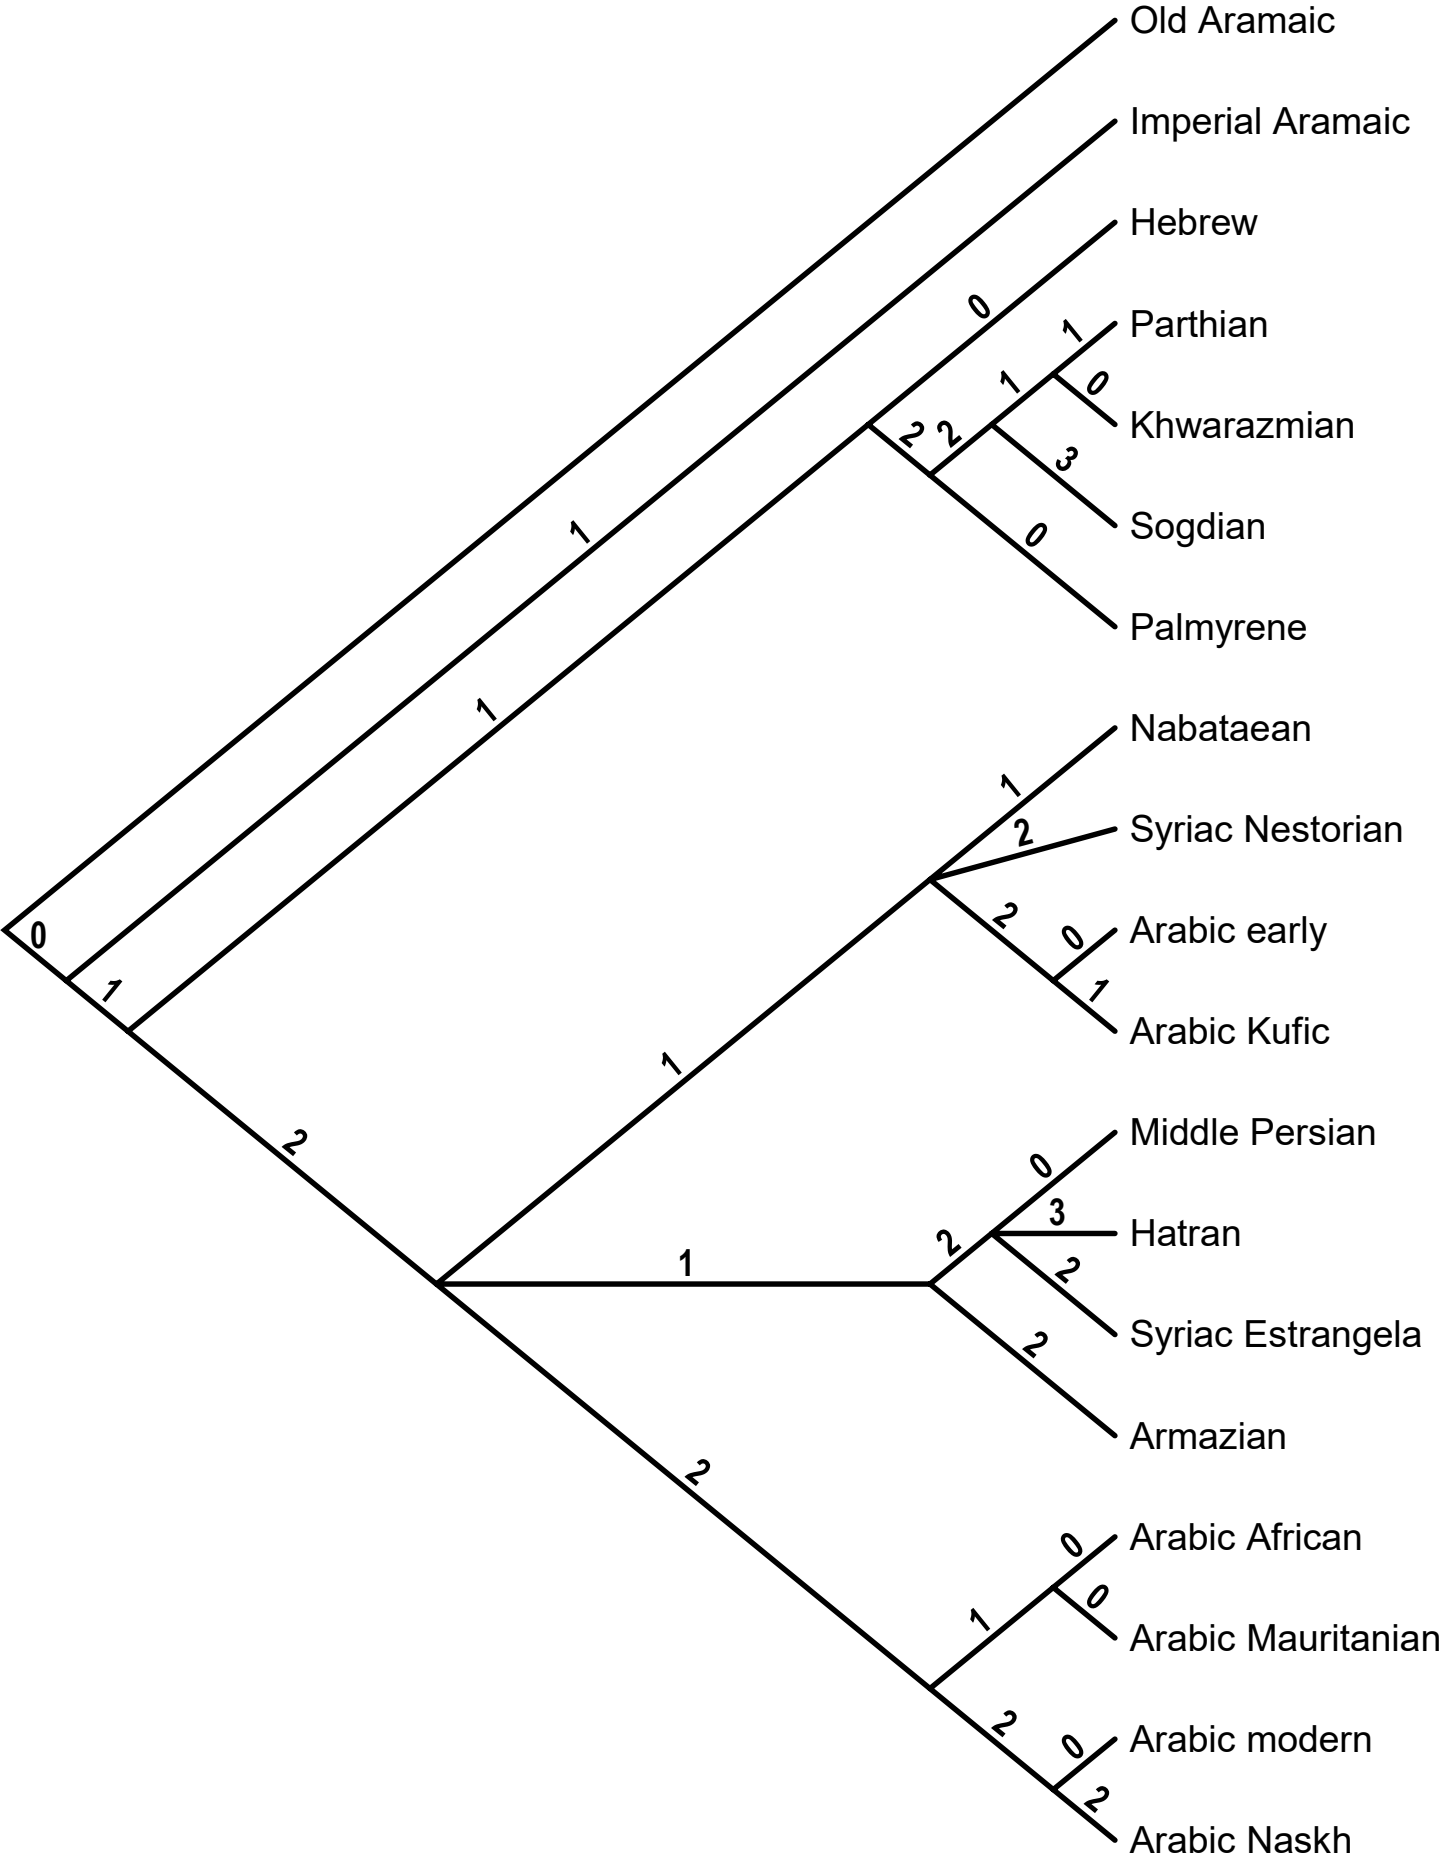 Old Aramaic
Imperial Aramaic
Hebrew
0
1
Parthian
1
0
Khwarazmian
2
2
3
Sogdian
1
0
Palmyrene
1
Nabataean
1
2
Syriac Nestorian
2
0
Arabic early
0
1
1
Arabic Kufic
1
2
Middle Persian
0
3
Hatran
2
1
2
Syriac Estrangela
2
Armazian
2
0
Arabic African
0
1
Arabic Mauritanian
2
0
Arabic modern
2
Arabic Naskh